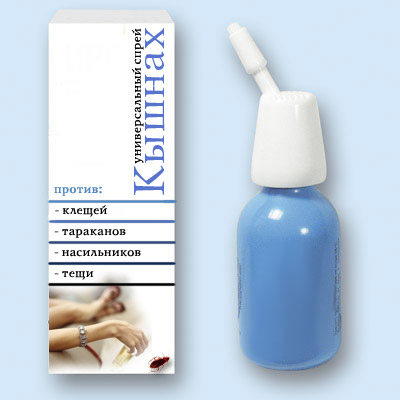 универсальный спрей
Кышнах
против:
- клещей
- тараканов
- насильников
- тещи